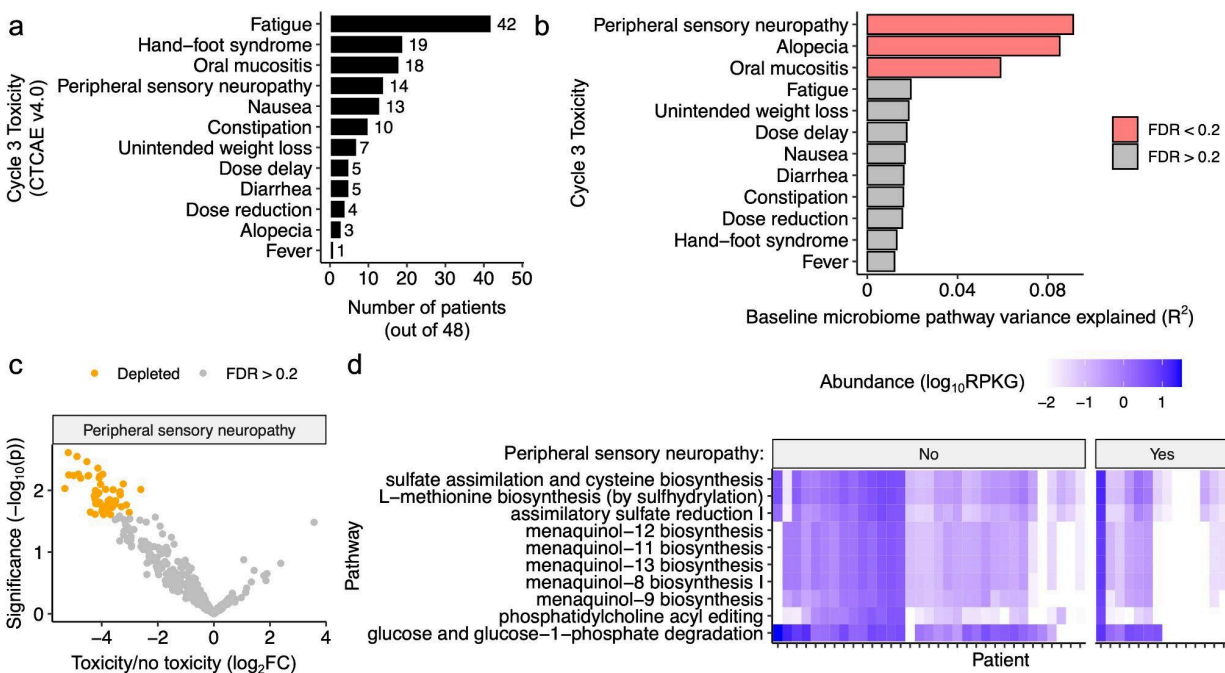 a
Cycle 3 Toxicity
(CTCAE v4.0)
Fatigue 42
Hand−foot syndrome 19
Oral mucositis 18
Peripheral sensory neuropathy 14
Nausea 13
Constipation 10
Unintended weight loss 7
Dose delay 5
Diarrhea 5
Dose reduction 4
Alopecia 3
Fever 1
0 10 20 30 40 50
Number of patients
(out of 48)
b
Cycle 3 Toxicity
Peripheral sensory neuropathy
Alopecia
Oral mucositis
Fatigue
Unintended weight loss
Dose delay
Nausea
Diarrhea
Constipation
Dose reduction
Hand−foot syndrome
Fever
0 0.04 0.08
Baseline microbiome pathway variance explained (R²)
FDR < 0.2
FDR > 0.2
c
Depleted FDR > 0.2
Peripheral sensory neuropathy
Significance (−log₁₀(p))
2
1
0
−4 −2 0 2 4
Toxicity/no toxicity (log₂FC)
d
Abundance (log₁₀RPKG)
−2 −1 0 1
Peripheral sensory neuropathy: No Yes
Pathway
sulfate assimilation and cysteine biosynthesis
L−methionine biosynthesis (by sulfhydrylation)
assimilatory sulfate reduction I
menaquinol−12 biosynthesis
menaquinol−11 biosynthesis
menaquinol−13 biosynthesis
menaquinol−8 biosynthesis I
menaquinol−9 biosynthesis
phosphatidylcholine acyl editing
glucose and glucose−1−phosphate degradation
Patient